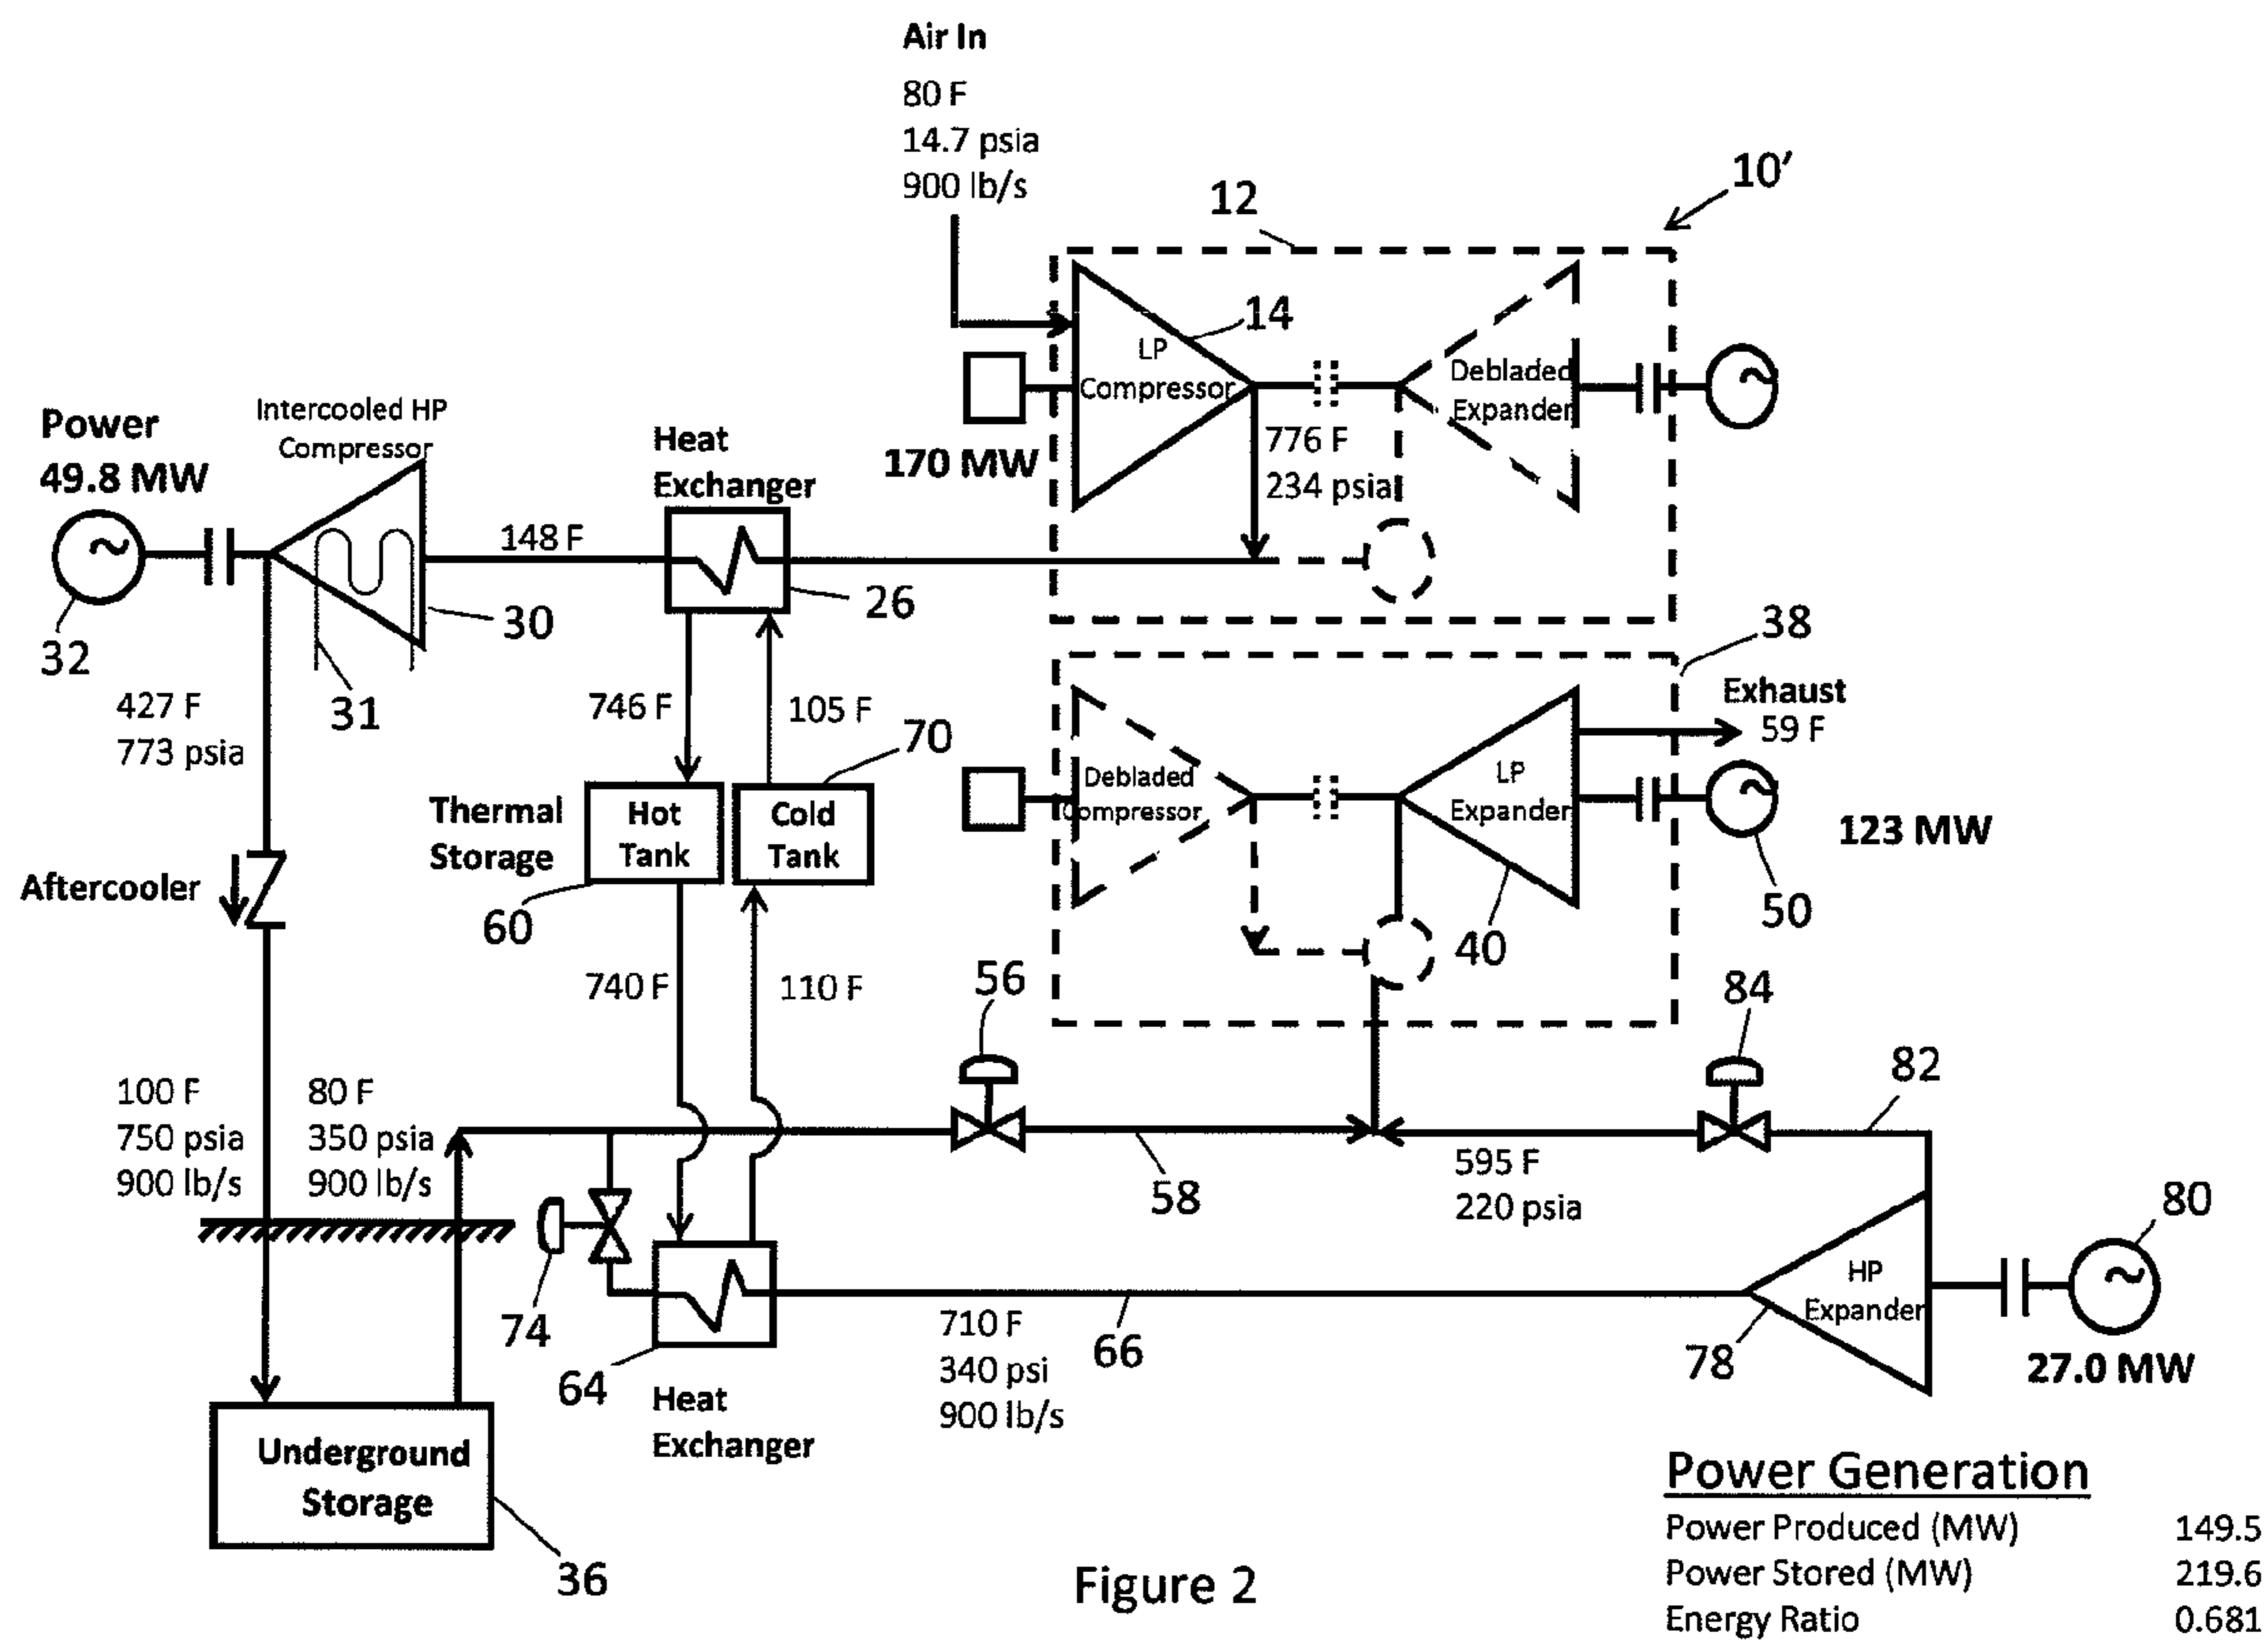 Air In
80 F
14.7 psia
900 lb/s
10'
12
14
LP
Compressor
Debladed
Expander
170 MW
776 F
234 psia
Power
49.8 MW
Intercooled HP
Compressor
Heat
Exchanger
148 F
26
30
32
31
427 F
773 psia
746 F
105 F
70
38
Exhaust
59 F
Debladed
Compressor
LP
Expander
123 MW
50
40
Thermal
Storage
Hot
Tank
Cold
Tank
60
Aftercooler
740 F
110 F
56
84
82
100 F
750 psia
900 lb/s
80 F
350 psia
900 lb/s
58
595 F
220 psia
80
74
64
Heat
Exchanger
710 F
340 psi
900 lb/s
66
HP
Expander
78
27.0 MW
Underground
Storage
36
Figure 2
Power Generation
Power Produced (MW) 149.5
Power Stored (MW) 219.6
Energy Ratio 0.681